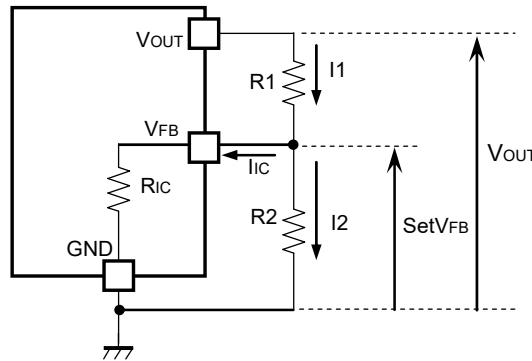 VOUT
R1
I1
VFB
IIC
VOUT
RIC
R2
I2
SetVFB
GND